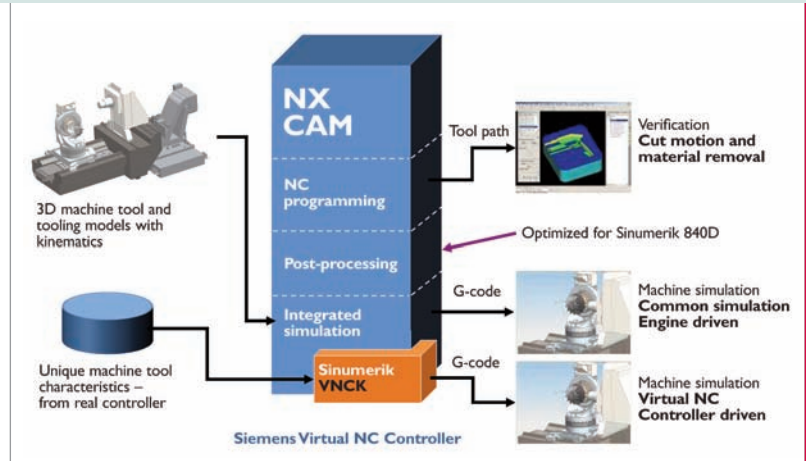 NX
CAM
NC
programming
Post-processing
Integrated
simulation
Sinumerik
VNCK
Siemens Virtual NC Controller
3D machine tool and
tooling models with
kinematics
Unique machine tool
characteristics –
from real controller
Tool path
Verification
Cut motion and
material removal
Optimized for Sinumerik 840D
G-code
Machine simulation
Common simulation
Engine driven
G-code
Machine simulation
Virtual NC
Controller driven